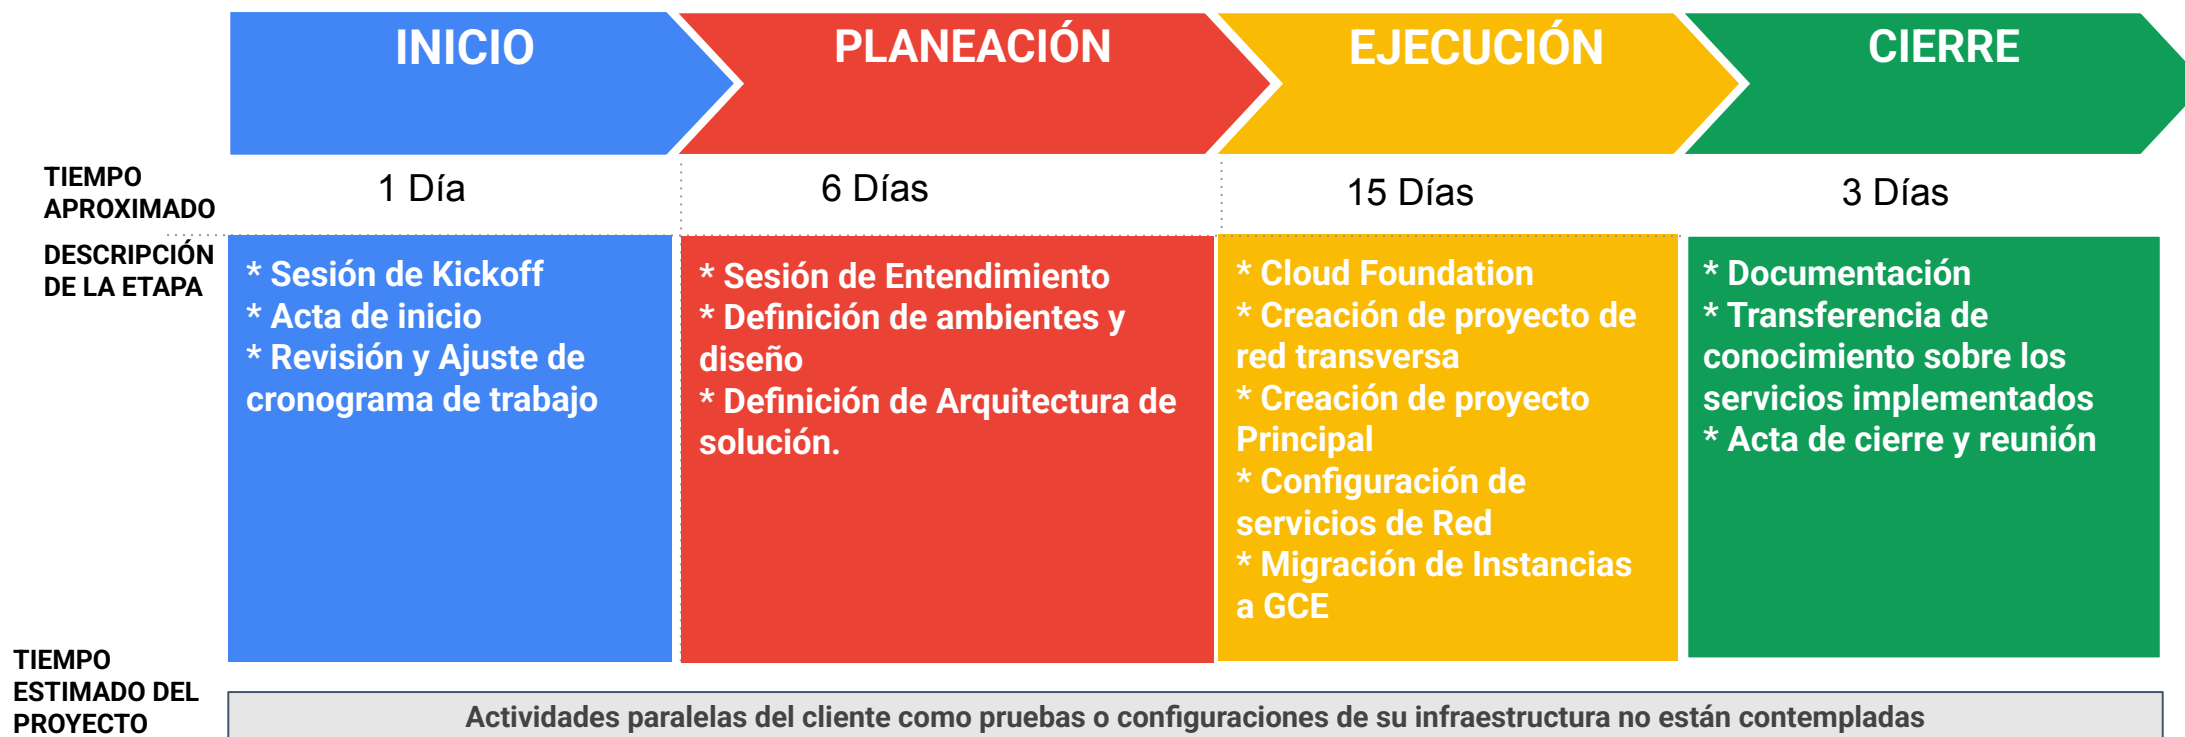 INICIO
PLANEACIÓN
EJECUCIÓN
CIERRE
TIEMPO
APROXIMADO
1 Día
6 Días
15 Días
3 Días
DESCRIPCIÓN
DE LA ETAPA
* Sesión de Kickoff
* Acta de inicio
* Revisión y Ajuste de
cronograma de trabajo
* Sesión de Entendimiento
* Definición de ambientes y
diseño
* Definición de Arquitectura de
solución.
* Cloud Foundation
* Creación de proyecto de
red transversa
* Creación de proyecto
Principal
* Configuración de
servicios de Red
* Migración de Instancias
a GCE
* Documentación
* Transferencia de
conocimiento sobre los
servicios implementados
* Acta de cierre y reunión
TIEMPO
ESTIMADO DEL
PROYECTO
Actividades paralelas del cliente como pruebas o configuraciones de su infraestructura no están contempladas